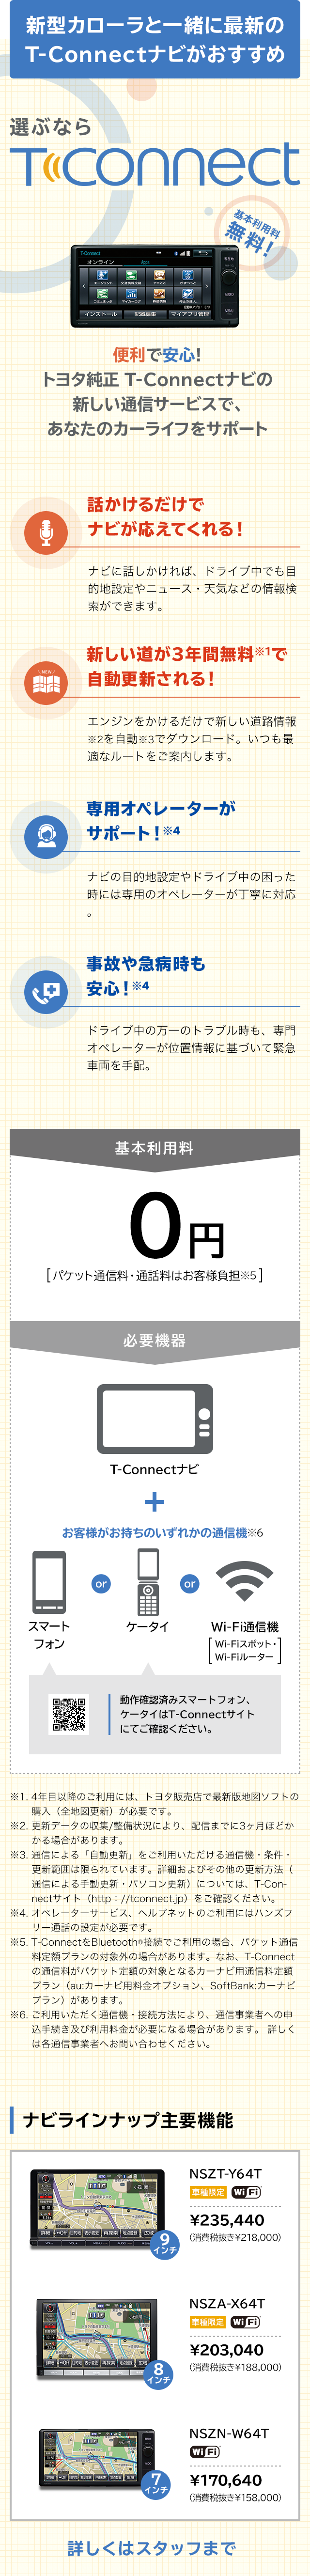 新型カローラと一緒に最新の
T-Connectナビがおすすめ
選ぶなら
T-Connect
基本利用料
無料！
T-Connect
オンライン
Apps
エージェント
インストール
配置編集
マイアプリ管理
便利で安心！
トヨタ純正 T-Connectナビの
新しい通信サービスで、
あなたのカーライフをサポート
話かけるだけで
ナビが応えてくれる！
ナビに話しかければ、ドライブ中でも目
的地設定やニュース・天気などの情報検
索ができます。
NEW
新しい道が3年間無料※1で
自動更新される！
エンジンをかけるだけで新しい道路情報
※2を自動※3でダウンロード。いつも最
適なルートをご案内します。
専用オペレーターが
サポート！※4
ナビの目的地設定やドライブ中の困った
時には専用のオペレーターが丁寧に対応
。
事故や急病時も
安心！※4
ドライブ中の万一のトラブル時も、専門
オペレーターが位置情報に基づいて緊急
車両を手配。
基本利用料
0円
[パケット通信料・通話料はお客様負担※5]
必要機器
T-Connectナビ
+
お客様がお持ちのいずれかの通信機※6
or
or
スマート
フォン
ケータイ
Wi-Fi通信機
[Wi-Fiスポット・
Wi-Fiルーター]
動作確認済みスマートフォン、
ケータイはT-Connectサイト
にてご確認ください。
※1. 4年目以降のご利用には、トヨタ販売店で最新版地図ソフトの
購入（全地図更新）が必要です。
※2. 更新データの収集/整備状況により、配信までに3ヶ月ほどか
かる場合があります。
※3. 通信による「自動更新」をご利用いただける通信機・条件・
更新範囲は限られています。詳細およびその他の更新方法（
通信による手動更新・パソコン更新）については、T-Con-
nectサイト（http：//tconnect.jp）をご確認ください。
※4. オペレーターサービス、ヘルプネットのご利用にはハンズフ
リー通話の設定が必要です。
※5. T-ConnectをBluetooth®接続でご利用の場合、パケット通信
料定額プランの対象外の場合があります。なお、T-Connect
の通信料がパケット定額の対象となるカーナビ用通信料定額
プラン（au:カーナビ用料金オプション、SoftBank:カーナビ
プラン）があります。
※6. ご利用いただく通信機・接続方法により、通信事業者への申
込手続き及び利用料金が必要になる場合があります。 詳しく
は各通信事業者へお問い合わせください。
ナビラインナップ主要機能
NSZT-Y64T
車種限定 Wi Fi
¥235,440
(消費税抜き¥218,000)
9
インチ
NSZA-X64T
車種限定 Wi Fi
¥203,040
(消費税抜き¥188,000)
8
インチ
NSZN-W64T
Wi Fi
¥170,640
(消費税抜き¥158,000)
7
インチ
詳しくはスタッフまで